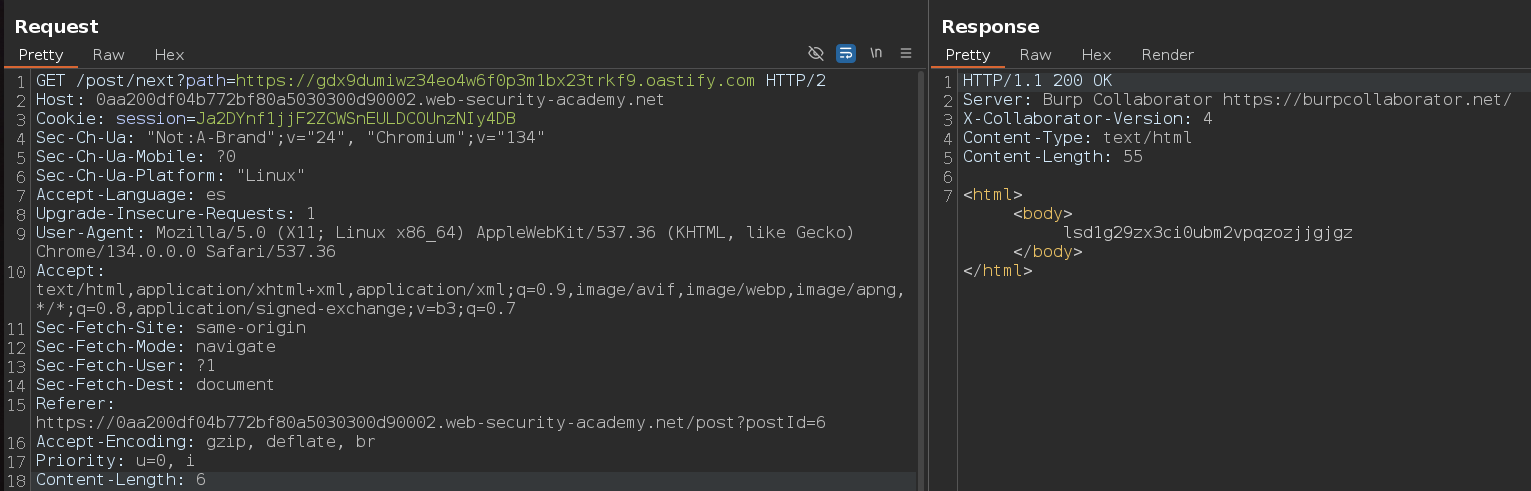 Request
Pretty Raw Hex
\n
1 GET /post/next?path=https://gdx9dumiwz34eo4w6f0p3m1bx23trkf9.oastify.com HTTP/2
2 Host: 0aa200df04b772bf80a5030300d90002.web-security-academy.net
3 Cookie: session=Ja2DYnf1jjF2ZCWSnEULDCOUnzNIy4DB
4 Sec-Ch-Ua: "Not:A-Brand";v="24", "Chromium";v="134"
5 Sec-Ch-Ua-Mobile: ?0
6 Sec-Ch-Ua-Platform: "Linux"
7 Accept-Language: es
8 Upgrade-Insecure-Requests: 1
9 User-Agent: Mozilla/5.0 (X11; Linux x86_64) AppleWebKit/537.36 (KHTML, like Gecko)
Chrome/134.0.0.0 Safari/537.36
10 Accept:
text/html,application/xhtml+xml,application/xml;q=0.9,image/avif,image/webp,image/apng,
*/*;q=0.8,application/signed-exchange;v=b3;q=0.7
11 Sec-Fetch-Site: same-origin
12 Sec-Fetch-Mode: navigate
13 Sec-Fetch-User: ?1
14 Sec-Fetch-Dest: document
15 Referer:
https://0aa200df04b772bf80a5030300d90002.web-security-academy.net/post?postId=6
16 Accept-Encoding: gzip, deflate, br
17 Priority: u=0, i
18 Content-Length: 6
Response
Pretty Raw Hex Render
1 HTTP/1.1 200 OK
2 Server: Burp Collaborator https://burpcollaborator.net/
3 X-Collaborator-Version: 4
4 Content-Type: text/html
5 Content-Length: 55
6
7 <html>
<body>
lsd1g29zx3ci0ubm2vpqzozjjgjgz
</body>
</html>